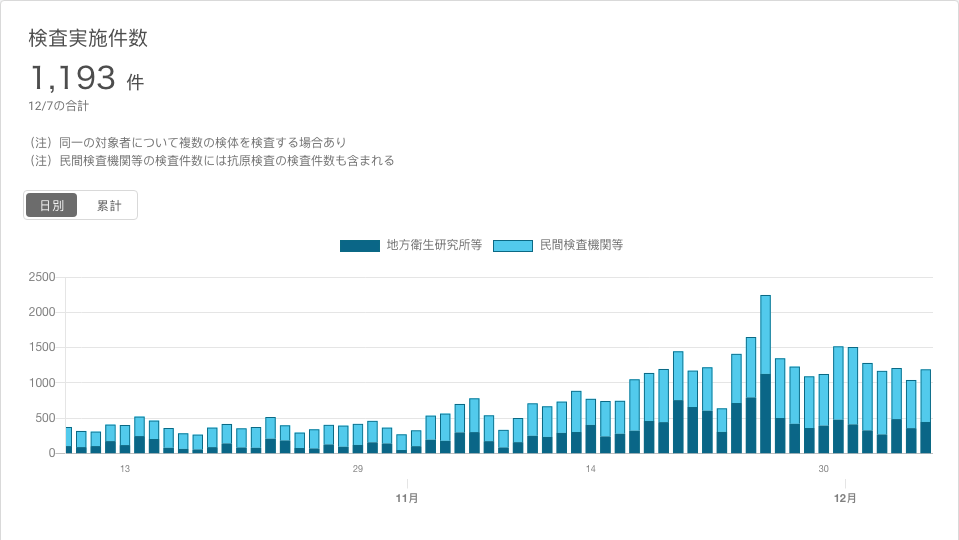 検査実施件数
1,193 件
12/7の合計
（注）同一の対象者について複数の検体を検査する場合あり
（注）民間検査機関等の検査件数には抗原検査の検査件数も含まれる
日別 累計
地方衛生研究所等 民間検査機関等
2500
2000
1500
1000
500
0
13 29 14 30
11月 12月